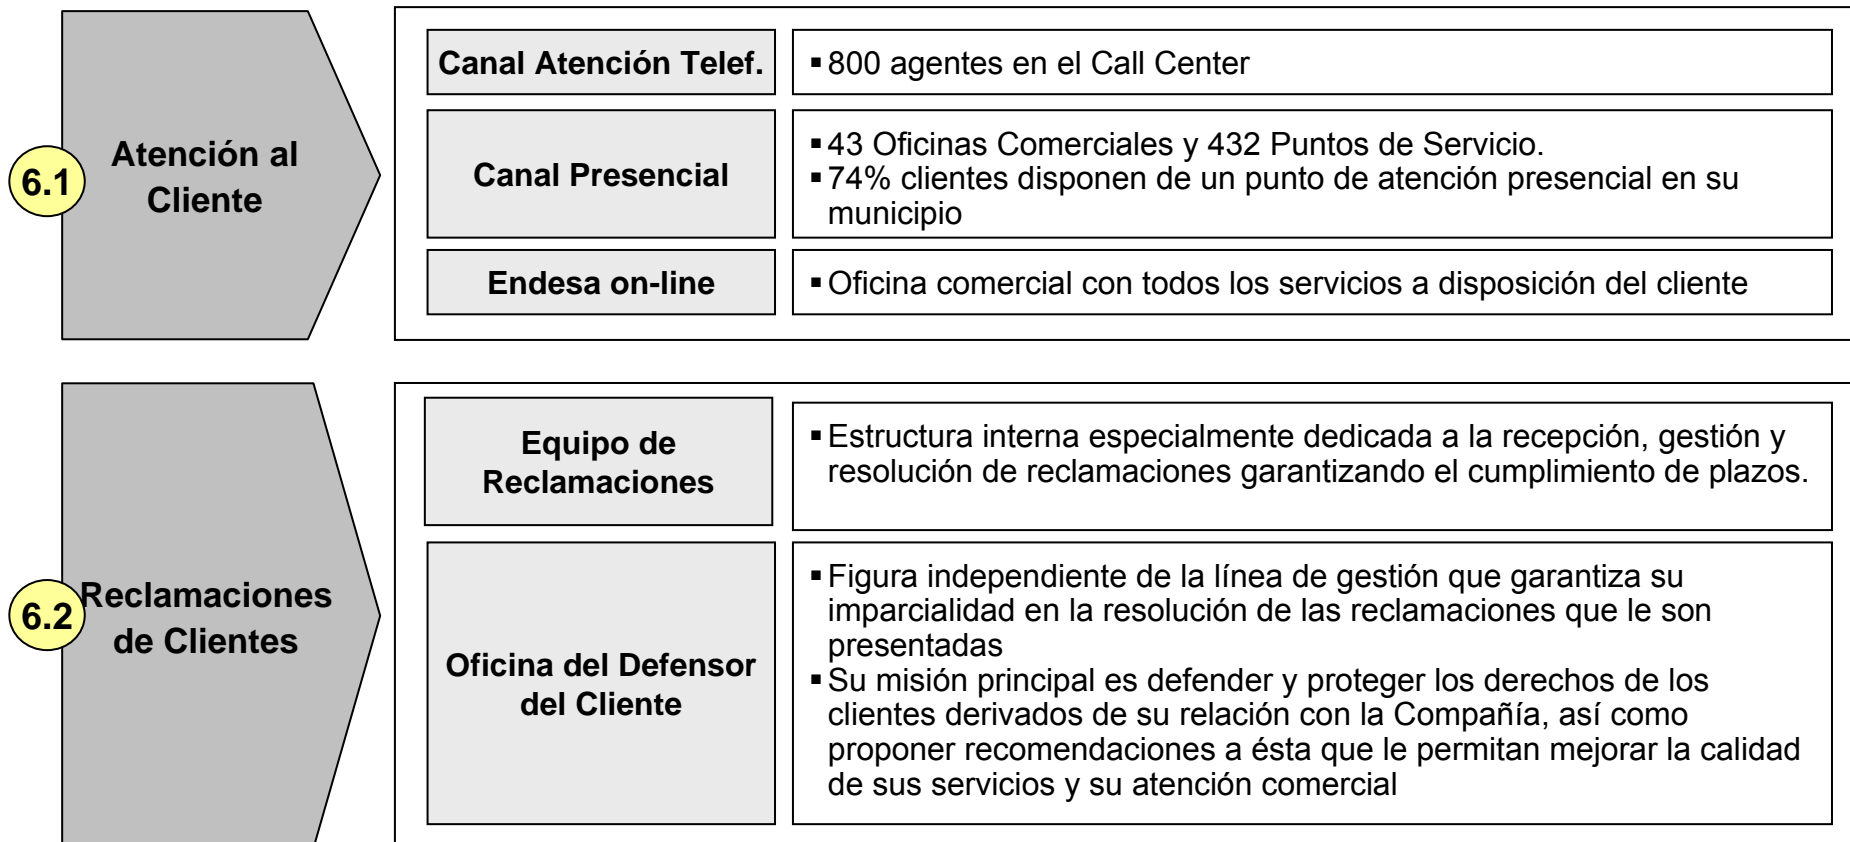 6.1
Atención al
Cliente
Canal Atención Telef.
▪800 agentes en el Call Center
Canal Presencial
▪43 Oficinas Comerciales y 432 Puntos de Servicio.
▪74% clientes disponen de un punto de atención presencial en su
municipio
Endesa on-line
▪Oficina comercial con todos los servicios a disposición del cliente
6.2
Reclamaciones
de Clientes
Equipo de
Reclamaciones
▪Estructura interna especialmente dedicada a la recepción, gestión y
resolución de reclamaciones garantizando el cumplimiento de plazos.
Oficina del Defensor
del Cliente
▪Figura independiente de la línea de gestión que garantiza su
imparcialidad en la resolución de las reclamaciones que le son
presentadas
▪Su misión principal es defender y proteger los derechos de los
clientes derivados de su relación con la Compañía, así como
proponer recomendaciones a ésta que le permitan mejorar la calidad
de sus servicios y su atención comercial